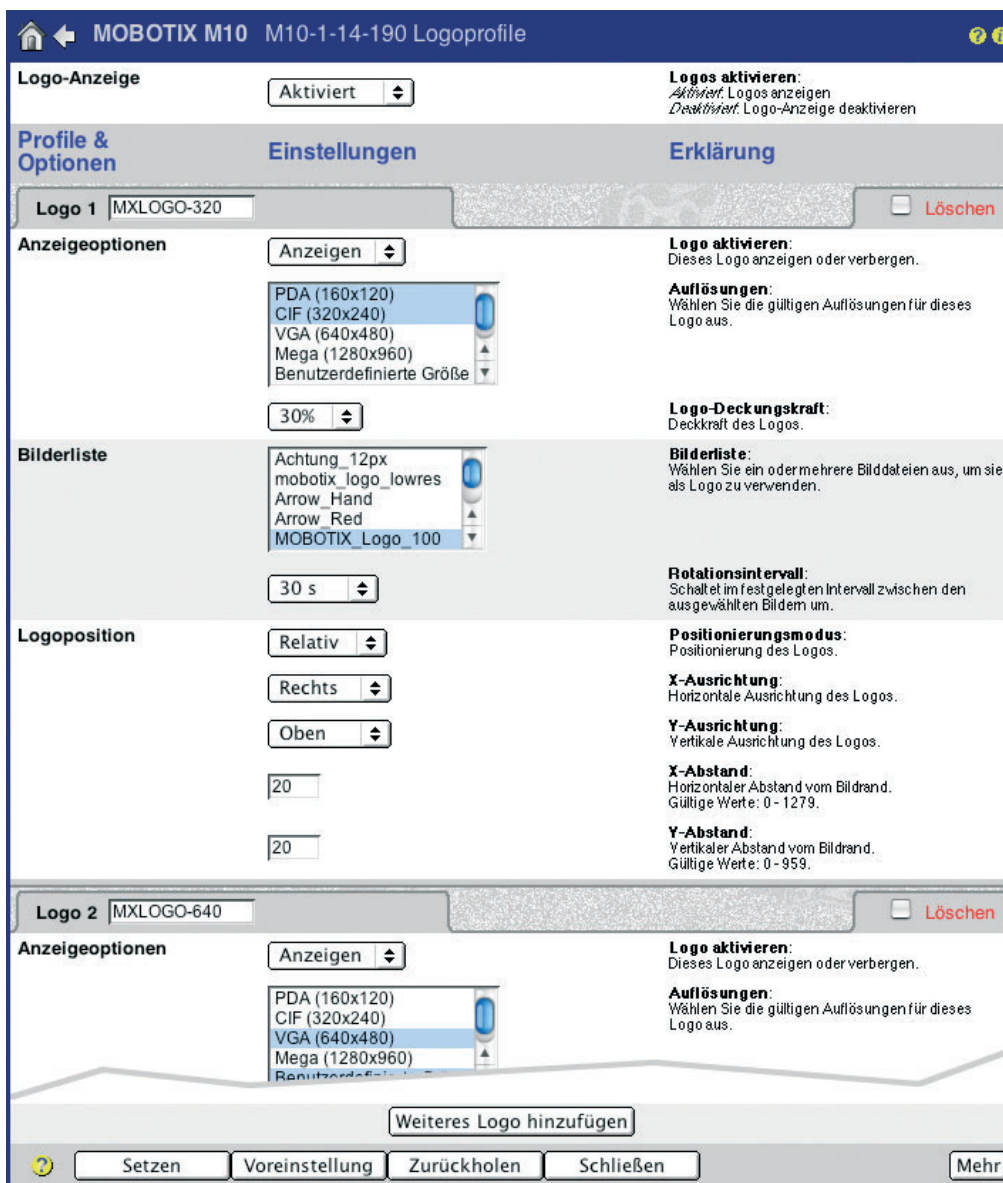 MOBOTIX M10 M10-1-14-190 Logoprofile
Logo-Anzeige
Aktiviert
Logos aktivieren:
Aktiviert: Logos anzeigen
Deaktiviert: Logo-Anzeige deaktivieren
Profile &
Optionen
Einstellungen
Erklärung
Logo 1 MXLOGO-320
Löschen
Anzeigeoptionen
Anzeigen
Logo aktivieren:
Dieses Logo anzeigen oder verbergen.
PDA (160x120)
CIF (320x240)
VGA (640x480)
Mega (1280x960)
Benutzerdefinierte Größe
Auflösungen:
Wählen Sie die gültigen Auflösungen für dieses
Logo aus.
30%
Logo-Deckungskraft:
Deckkraft des Logos.
Bilderliste
Achtung_12px
mobotix_logo_lowres
Arrow_Hand
Arrow_Red
MOBOTIX_Logo_100
Bilderliste:
Wählen Sie ein oder mehrere Bilddateien aus, um sie
als Logo zu verwenden.
30 s
Rotationsintervall:
Schaltet im festgelegten Intervall zwischen den
ausgewählten Bildern um.
Logoposition
Relativ
Positionierungsmodus:
Positionierung des Logos.
Rechts
X-Ausrichtung:
Horizontale Ausrichtung des Logos.
Oben
Y-Ausrichtung:
Vertikale Ausrichtung des Logos.
20
X-Abstand:
Horizontaler Abstand vom Bildrand.
Gültige Werte: 0 - 1279.
20
Y-Abstand:
Vertikaler Abstand vom Bildrand.
Gültige Werte: 0 - 959.
Logo 2 MXLOGO-640
Löschen
Anzeigeoptionen
Anzeigen
Logo aktivieren:
Dieses Logo anzeigen oder verbergen.
PDA (160x120)
CIF (320x240)
VGA (640x480)
Mega (1280x960)
Auflösungen:
Wählen Sie die gültigen Auflösungen für dieses
Logo aus.
Weiteres Logo hinzufügen
? Setzen Voreinstellung Zurückholen Schließen Mehr